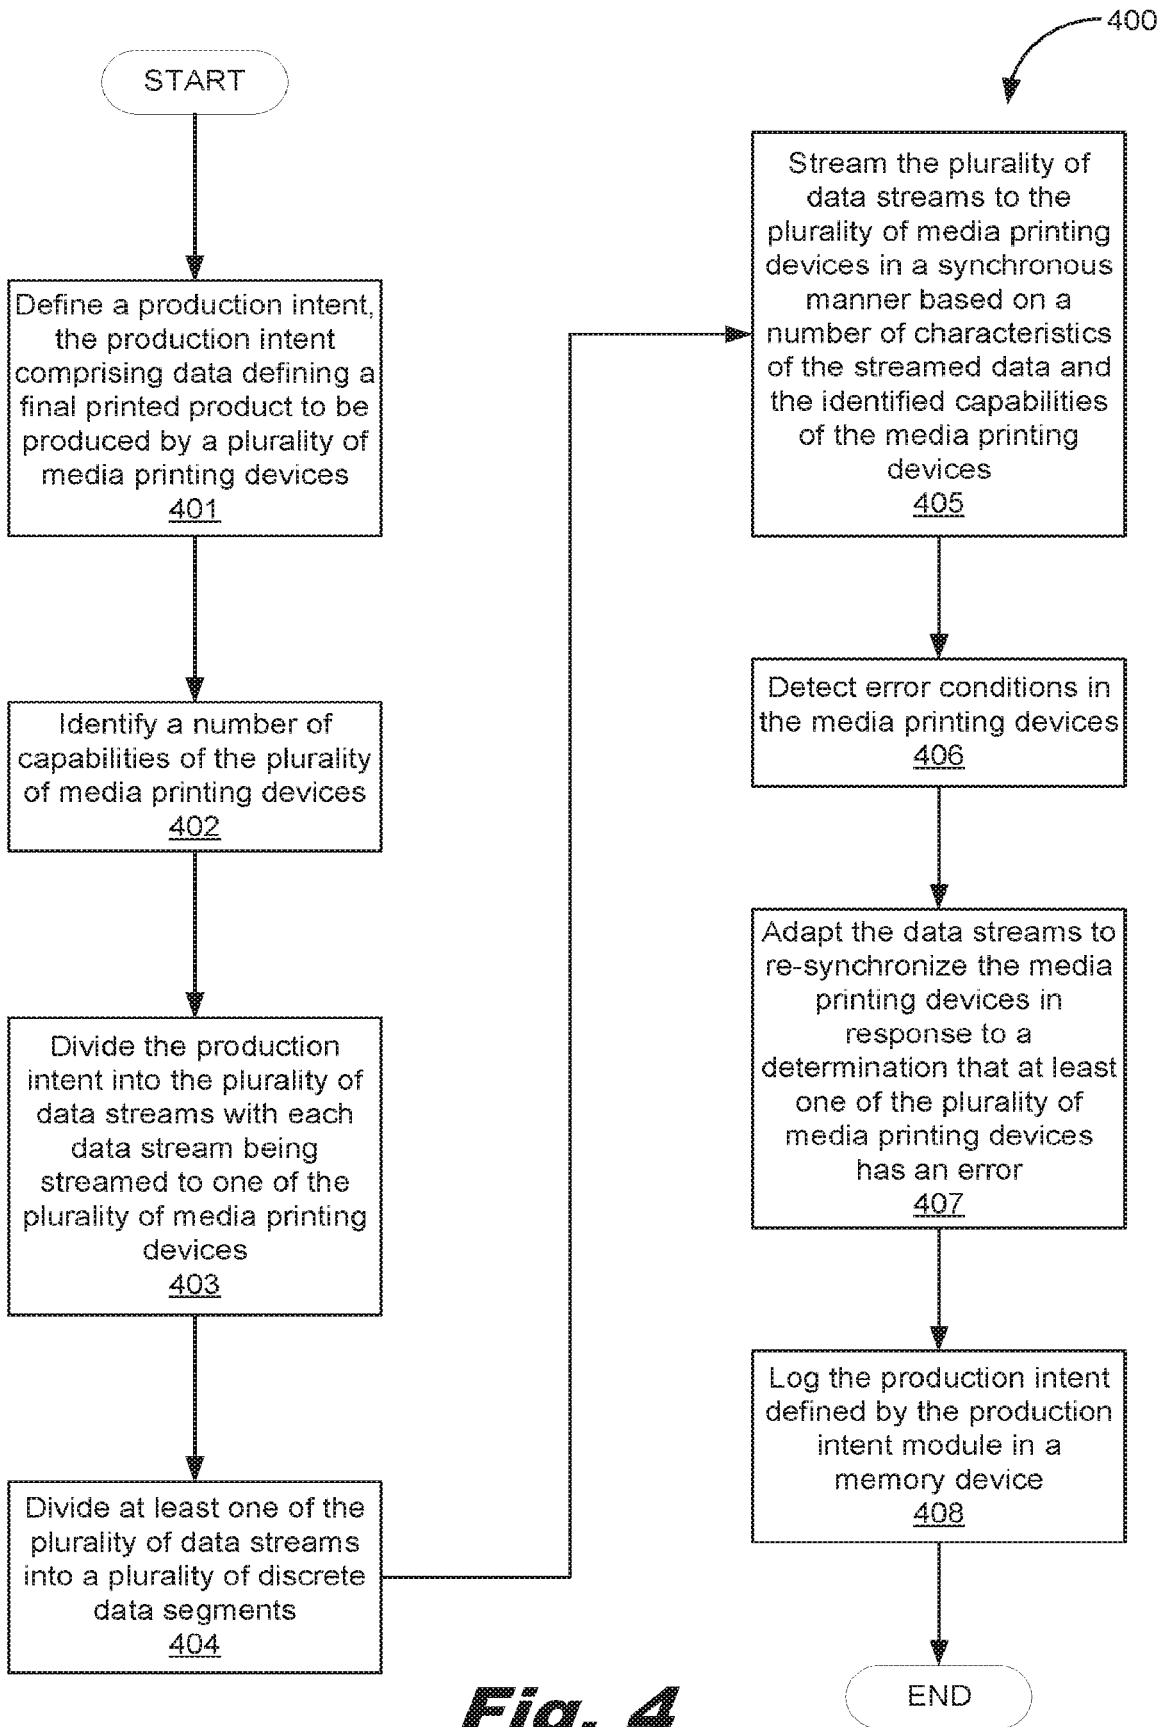 400
START
Define a production intent,
the production intent
comprising data defining a
final printed product to be
produced by a plurality of
media printing devices
401
Identify a number of
capabilities of the plurality
of media printing devices
402
Divide the production
intent into the plurality of
data streams with each
data stream being
streamed to one of the
plurality of media printing
devices
403
Divide at least one of the
plurality of data streams
into a plurality of discrete
data segments
404
Stream the plurality of
data streams to the
plurality of media printing
devices in a synchronous
manner based on a
number of characteristics
of the streamed data and
the identified capabilities
of the media printing
devices
405
Detect error conditions in
the media printing devices
406
Adapt the data streams to
re-synchronize the media
printing devices in
response to a
determination that at least
one of the plurality of
media printing devices
has an error
407
Log the production intent
defined by the production
intent module in a
memory device
408
END
Fig. 4